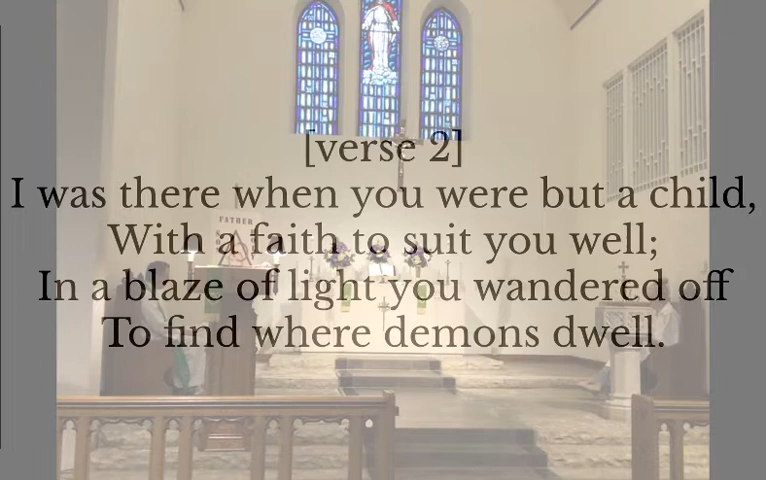 [verse 2]
I was there when you were but a child,
With a faith to suit you well;
In a blaze of light you wandered off
To find where demons dwell.
FATHER